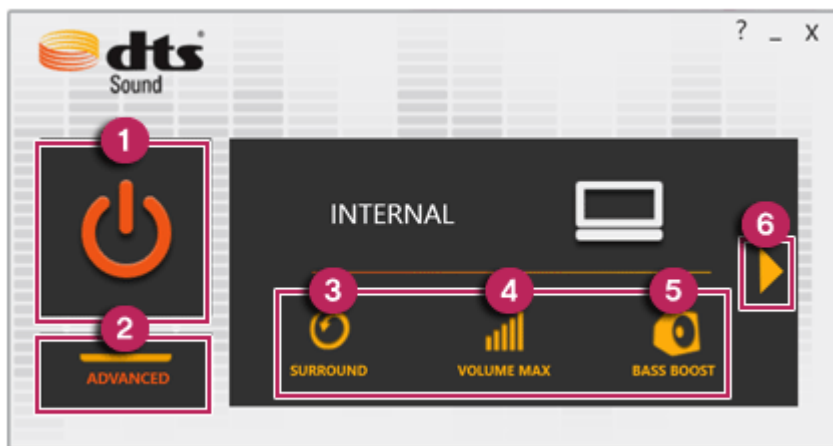 dts
Sound
? _ X
1
INTERNAL
6
2
ADVANCED
3 4 5
SURROUND VOLUME MAX BASS BOOST